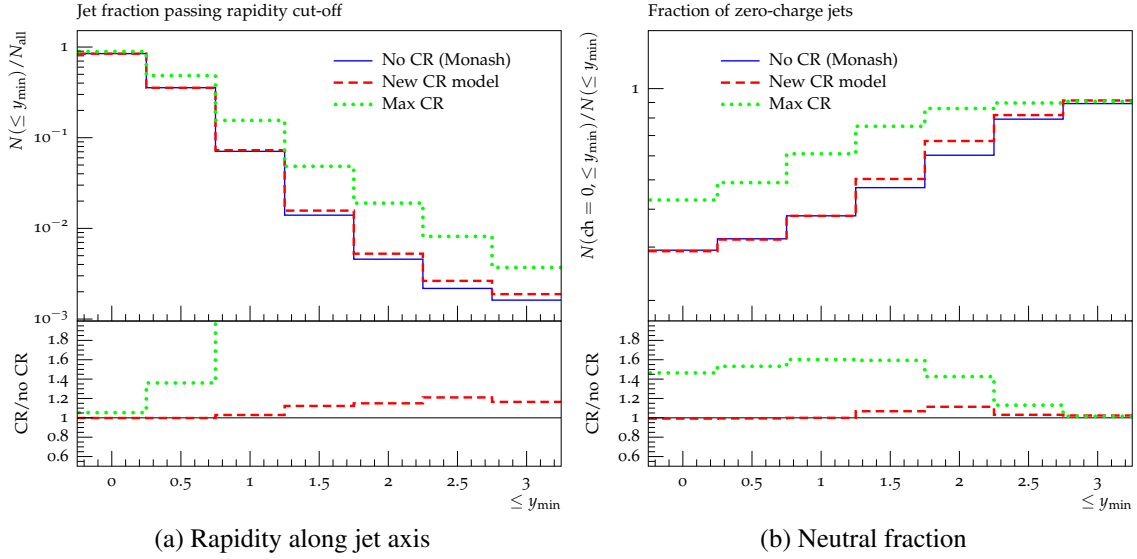 Jet fraction passing rapidity cut-off
N(≤ y_min)/N_all
1
10⁻¹
10⁻²
10⁻³
No CR (Monash)
New CR model
Max CR
CR/no CR
1.8
1.6
1.4
1.2
1
0.8
0.6
0 0.5 1 1.5 2 2.5 3
≤ y_min
(a) Rapidity along jet axis
Fraction of zero-charge jets
N(ch = 0, ≤ y_min)/N(≤ y_min)
1
No CR (Monash)
New CR model
Max CR
CR/no CR
1.8
1.6
1.4
1.2
1
0.8
0.6
0 0.5 1 1.5 2 2.5 3
≤ y_min
(b) Neutral fraction